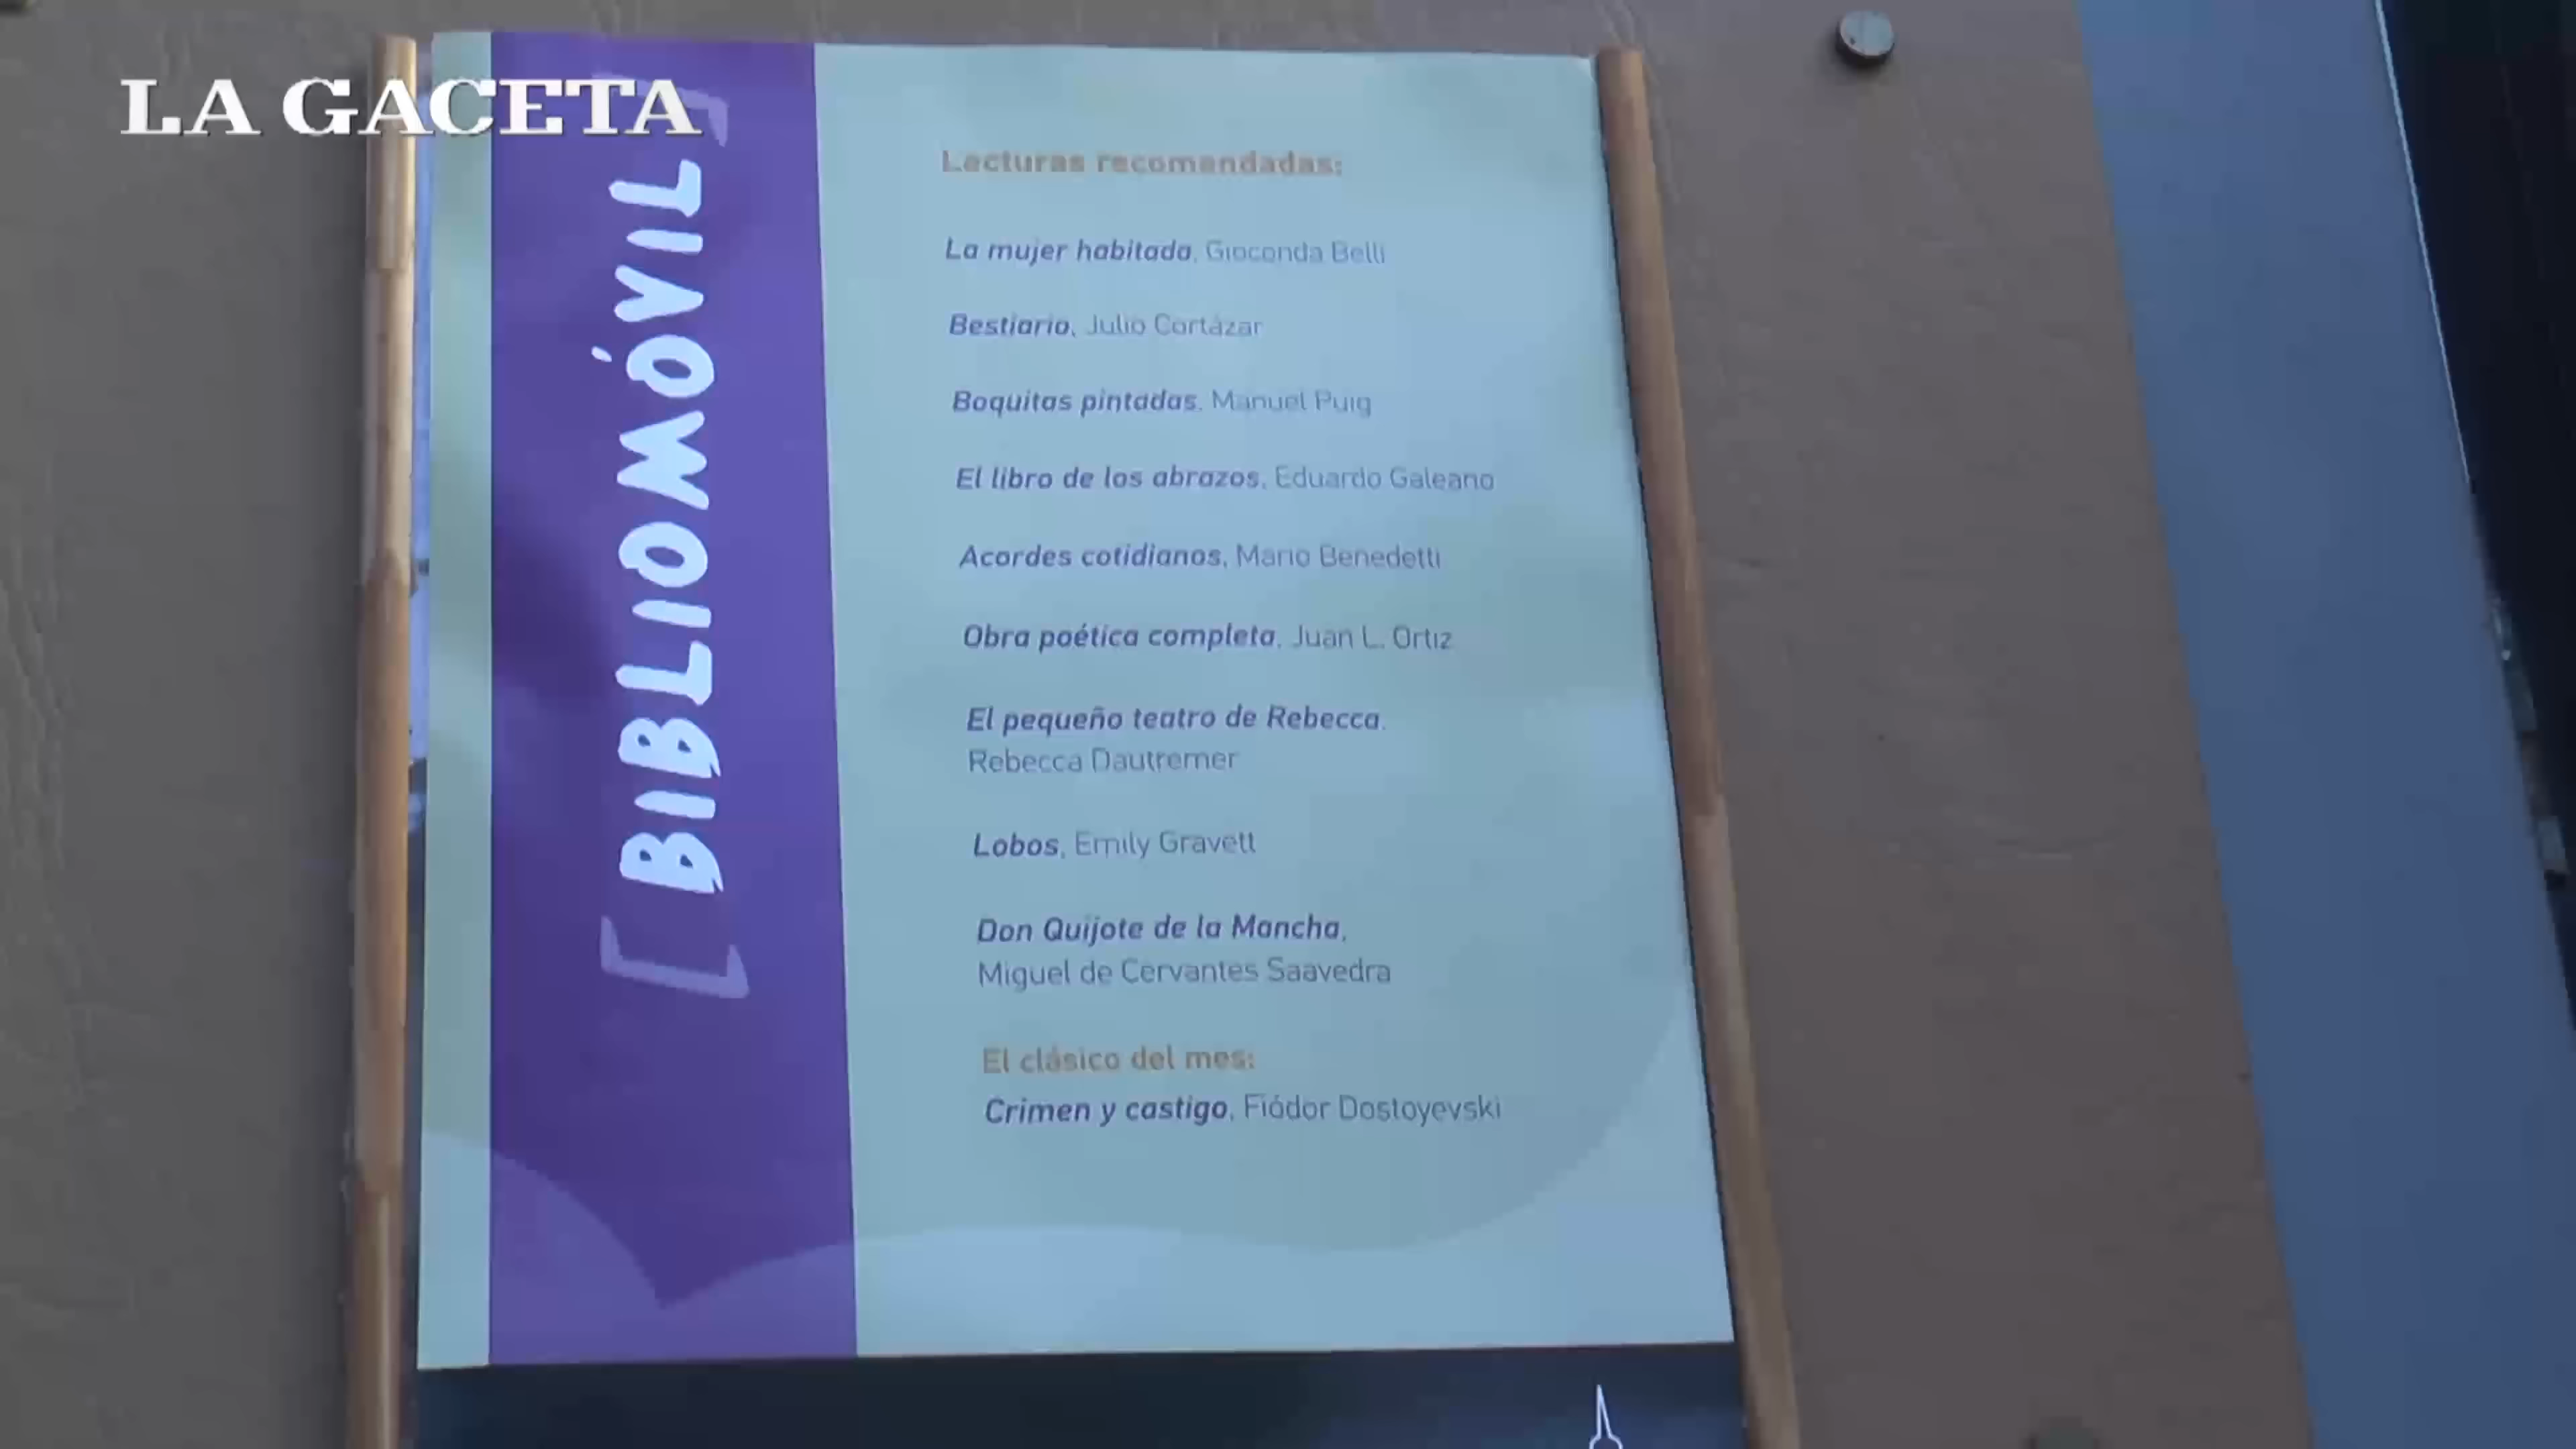 LA GACETA
[BIBLIOMÓVIL]
Lecturas recomendadas:
La mujer habitada, Gioconda Belli
Bestiario, Julio Cortázar
Boquitas pintadas, Manuel Puig
El libro de los abrazos, Eduardo Galeano
Acordes cotidianos, Mario Benedetti
Obra poética completa, Juan L. Ortiz
El pequeño teatro de Rebecca,
Rebecca Dautremer
Lobos, Emily Gravett
Don Quijote de la Mancha,
Miguel de Cervantes Saavedra
El clásico del mes:
Crimen y castigo, Fiódor Dostoyevski